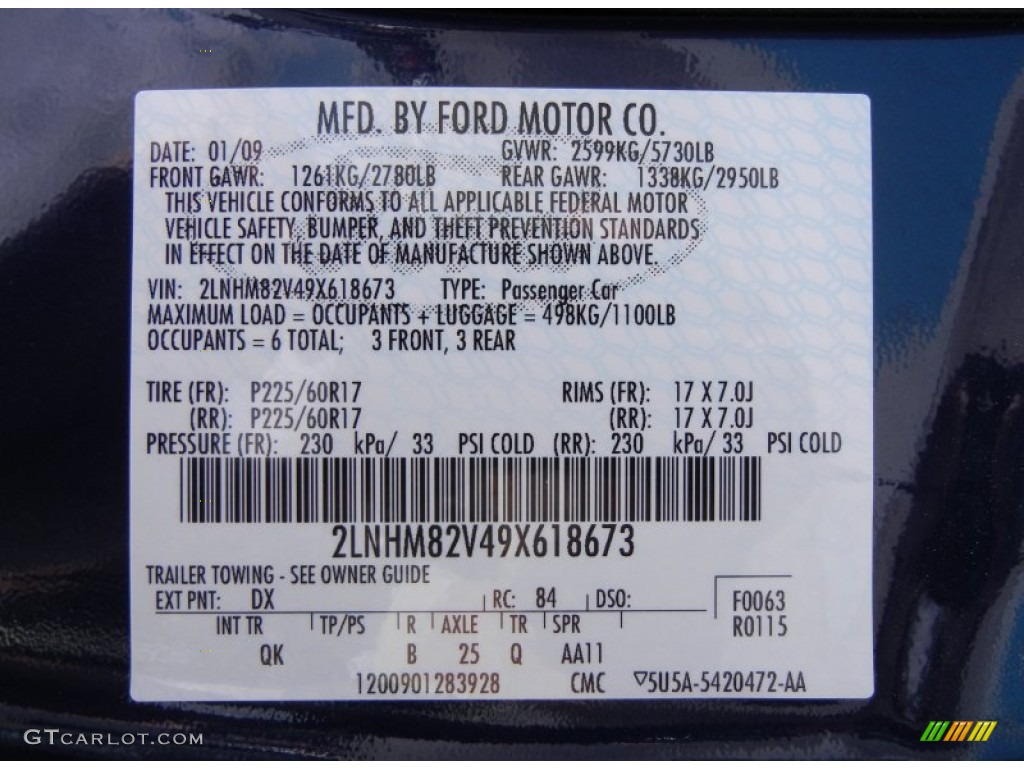 MFD. BY FORD MOTOR CO.
DATE: 01/09 GVWR: 2599KG/5730LB
FRONT GAWR: 1261KG/2780LB REAR GAWR: 1338KG/2950LB
THIS VEHICLE CONFORMS TO ALL APPLICABLE FEDERAL MOTOR
VEHICLE SAFETY, BUMPER, AND THEFT PREVENTION STANDARDS
IN EFFECT ON THE DATE OF MANUFACTURE SHOWN ABOVE.
VIN: 2LNHM82V49X618673 TYPE: Passenger Car
MAXIMUM LOAD = OCCUPANTS + LUGGAGE = 498KG/1100LB
OCCUPANTS = 6 TOTAL; 3 FRONT, 3 REAR
TIRE (FR): P225/60R17 RIMS (FR): 17 X 7.0J
(RR): P225/60R17 (RR): 17 X 7.0J
PRESSURE (FR): 230 kPa/ 33 PSI COLD (RR): 230 kPa/ 33 PSI COLD
2LNHM82V49X618673
TRAILER TOWING - SEE OWNER GUIDE
EXT PNT: DX RC: 84 DSO: F0063
INT TR TP/PS R AXLE TR SPR R0115
QK B 25 Q AA11
1200901283928 CMC ▽5U5A-5420472-AA
GTCARLOT.COM